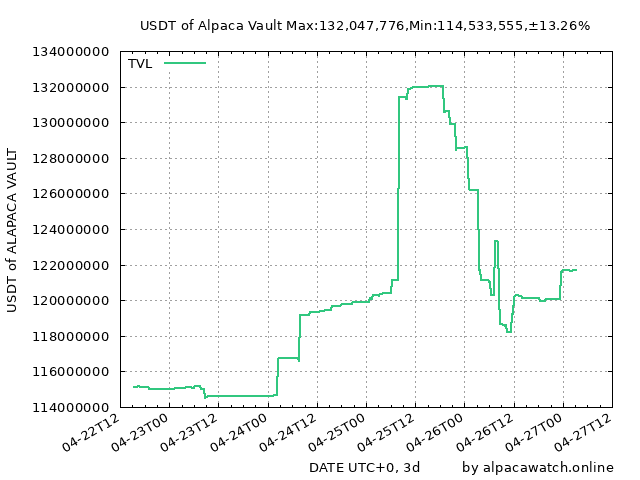 USDT of Alpaca Vault Max:132,047,776,Min:114,533,555,±13.26%
134000000
TVL
132000000
130000000
128000000
126000000
124000000
122000000
120000000
118000000
116000000
114000000
USDT of ALAPACA VAULT
04-22T12
04-23T00
04-23T12
04-24T00
04-24T12
04-25T00
04-25T12
04-26T00
04-26T12
04-27T00
04-27T12
DATE UTC+0, 3d
by alpacawatch.online